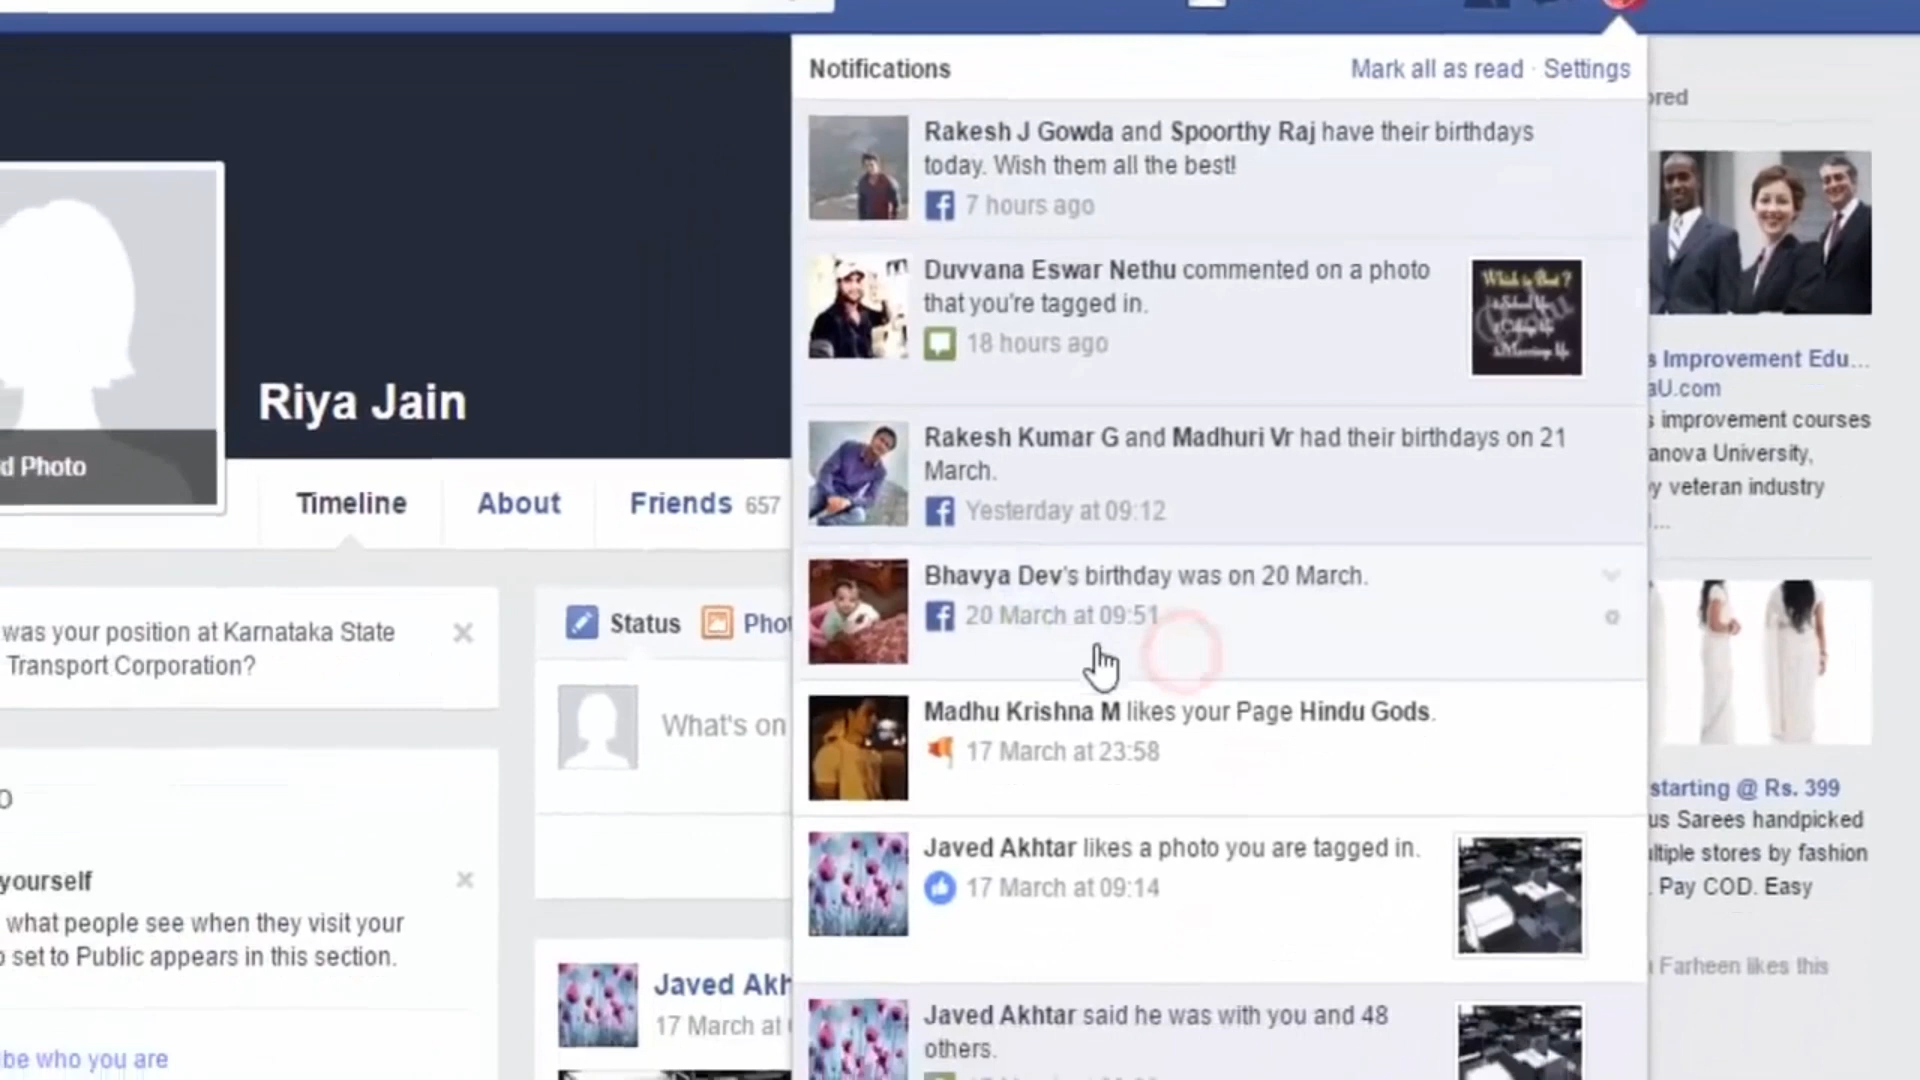 Notifications
Mark all as read · Settings
Rakesh J Gowda and Spoorthy Raj have their birthdays
today. Wish them all the best!
7 hours ago
Duvvana Eswar Nethu commented on a photo
that you're tagged in.
18 hours ago
Which is Best ?
Rakesh Kumar G and Madhuri Vr had their birthdays on 21
March.
Yesterday at 09:12
Bhavya Dev's birthday was on 20 March.
20 March at 09:51
Madhu Krishna M likes your Page Hindu Gods.
17 March at 23:58
Javed Akhtar likes a photo you are tagged in.
17 March at 09:14
Javed Akhtar said he was with you and 48
others.
Riya Jain
d Photo
Timeline
About
Friends 657
was your position at Karnataka State
Transport Corporation?
yourself
what people see when they visit your
set to Public appears in this section.
be who you are
Status
Phot
What's on
Javed Akh
17 March at
ored
s Improvement Edu...
aU.com
s improvement courses
anova University,
y veteran industry
...
starting @ Rs. 399
us Sarees handpicked
ltiple stores by fashion
. Pay COD. Easy
Farheen likes this